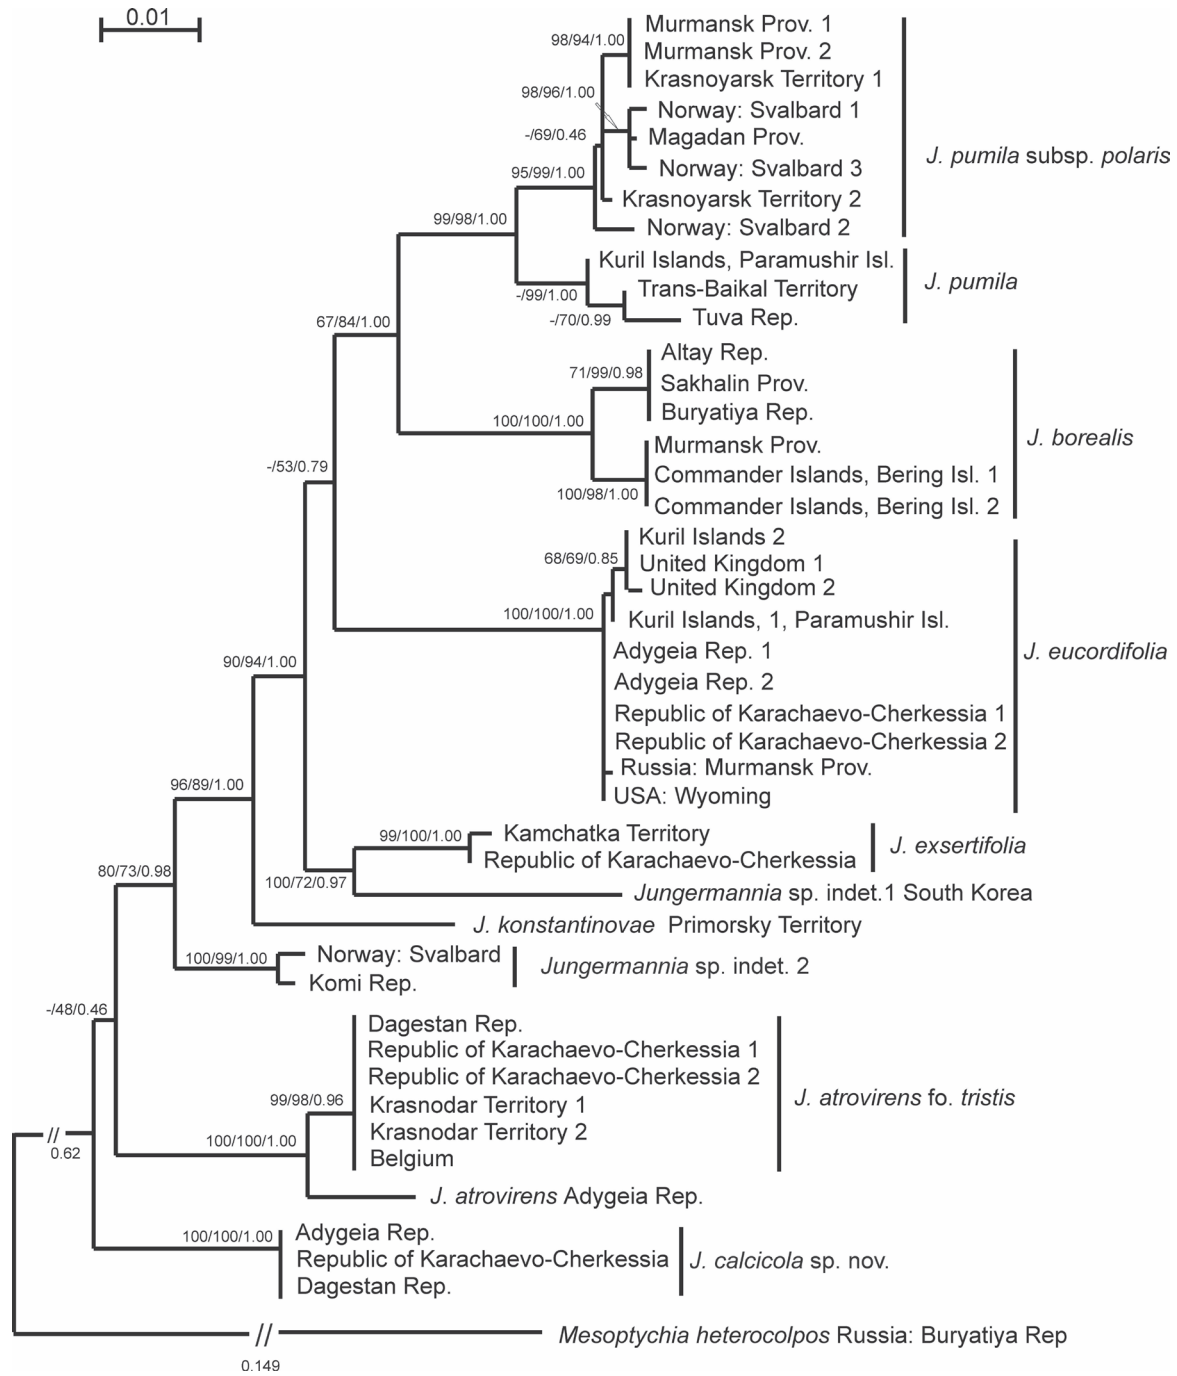 0.01
Murmansk Prov. 1
98/94/1.00
Murmansk Prov. 2
Krasnoyarsk Territory 1
98/96/1.00
Norway: Svalbard 1
-/69/0.46
Magadan Prov.
J. pumila subsp. polaris
Norway: Svalbard 3
95/99/1.00
Krasnoyarsk Territory 2
99/98/1.00
Norway: Svalbard 2
Kuril Islands, Paramushir Isl.
J. pumila
-/99/1.00
Trans-Baikal Territory
-/70/0.99
Tuva Rep.
67/84/1.00
Altay Rep.
71/99/0.98
Sakhalin Prov.
Buryatiya Rep.
100/100/1.00
J. borealis
Murmansk Prov.
-/53/0.79
Commander Islands, Bering Isl. 1
100/98/1.00
Commander Islands, Bering Isl. 2
Kuril Islands 2
68/69/0.85
United Kingdom 1
United Kingdom 2
100/100/1.00
Kuril Islands, 1, Paramushir Isl.
Adygeia Rep. 1
J. eucordifolia
90/94/1.00
Adygeia Rep. 2
Republic of Karachaevo-Cherkessia 1
Republic of Karachaevo-Cherkessia 2
Russia: Murmansk Prov.
96/89/1.00
USA: Wyoming
99/100/1.00
Kamchatka Territory
J. exsertifolia
Republic of Karachaevo-Cherkessia
80/73/0.98
100/72/0.97
Jungermannia sp. indet.1 South Korea
J. konstantinovae Primorsky Territory
100/99/1.00
Norway: Svalbard
Jungermannia sp. indet. 2
Komi Rep.
-/48/0.46
Dagestan Rep.
Republic of Karachaevo-Cherkessia 1
Republic of Karachaevo-Cherkessia 2
99/98/0.96
Krasnodar Territory 1
J. atrovirens fo. tristis
Krasnodar Territory 2
100/100/1.00
//
0.62
Belgium
J. atrovirens Adygeia Rep.
100/100/1.00
Adygeia Rep.
Republic of Karachaevo-Cherkessia
J. calcicola sp. nov.
Dagestan Rep.
//
Mesoptychia heterocolpos Russia: Buryatiya Rep
0.149